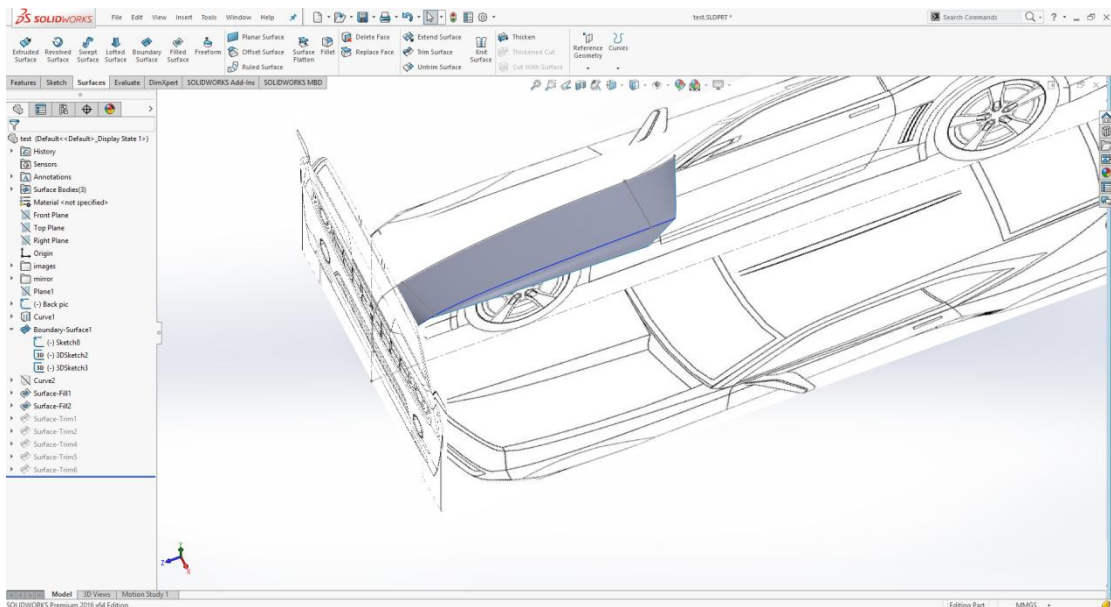 SOLIDWORKS File Edit View Insert Tools Window Help test.SLDPRT * Search Commands
Extruded Surface Revolved Surface Swept Surface Lofted Surface Boundary Surface Filled Surface Freeform
Planar Surface Offset Surface Ruled Surface Surface Flatten Fillet
Delete Face Replace Face
Extend Surface Trim Surface Untrim Surface Knit Surface
Thicken Thickened Cut Cut With Surface
Reference Geometry Curves
Features Sketch Surfaces Evaluate DimXpert SOLIDWORKS Add-Ins SOLIDWORKS MBD
test (Default<<Default>_Display State 1>)
History
Sensors
Annotations
Surface Bodies(3)
Material <not specified>
Front Plane
Top Plane
Right Plane
Origin
images
mirror
Plane1
(-) Back pic
Curve1
Boundary-Surface1
(-) Sketch8
3D (-) 3DSketch2
3D (-) 3DSketch3
Curve2
Surface-Fill1
Surface-Fill2
Surface-Trim1
Surface-Trim2
Surface-Trim4
Surface-Trim5
Surface-Trim6
Y
Z
X
Model 3D Views Motion Study 1
SOLIDWORKS Premium 2016 x64 Edition Editing Part MMGS